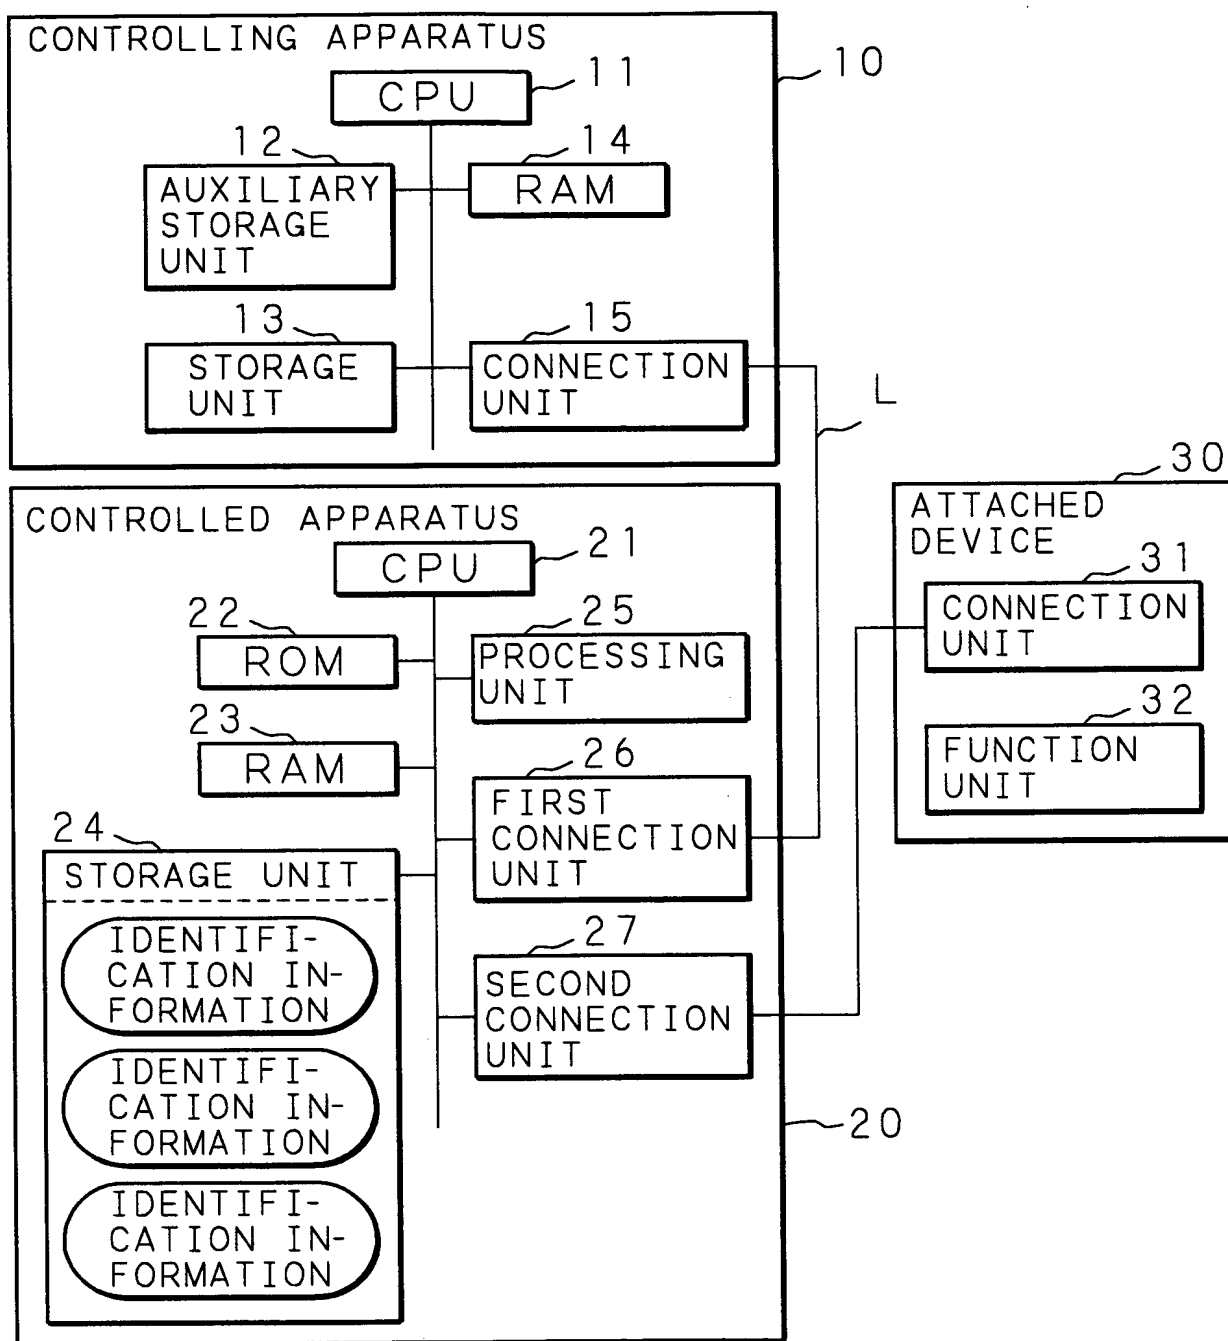 CONTROLLING APPARATUS
10
11
CPU
12
14
AUXILIARY
STORAGE
UNIT
RAM
13
15
STORAGE
UNIT
CONNECTION
UNIT
L
30
ATTACHED
DEVICE
31
CONNECTION
UNIT
32
FUNCTION
UNIT
CONTROLLED APPARATUS
21
CPU
22
25
ROM
PROCESSING
UNIT
23
26
RAM
FIRST
CONNECTION
UNIT
24
STORAGE UNIT
27
SECOND
CONNECTION
UNIT
IDENTIFI-
CATION IN-
FORMATION
IDENTIFI-
CATION IN-
FORMATION
IDENTIFI-
CATION IN-
FORMATION
20